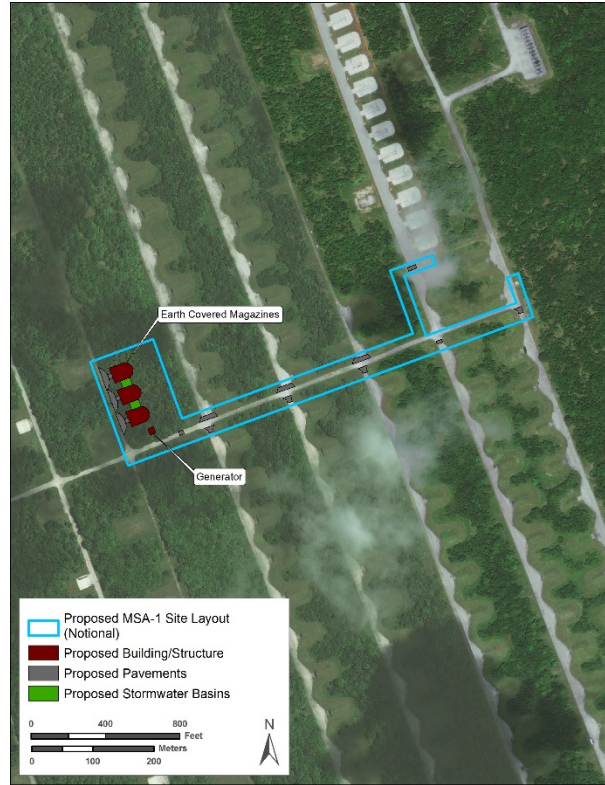 Earth Covered Magazines
Generator
Proposed MSA-1 Site Layout
(Notional)
Proposed Building/Structure
Proposed Pavements
Proposed Stormwater Basins
0 400 800
Feet
Meters
0 100 200
N